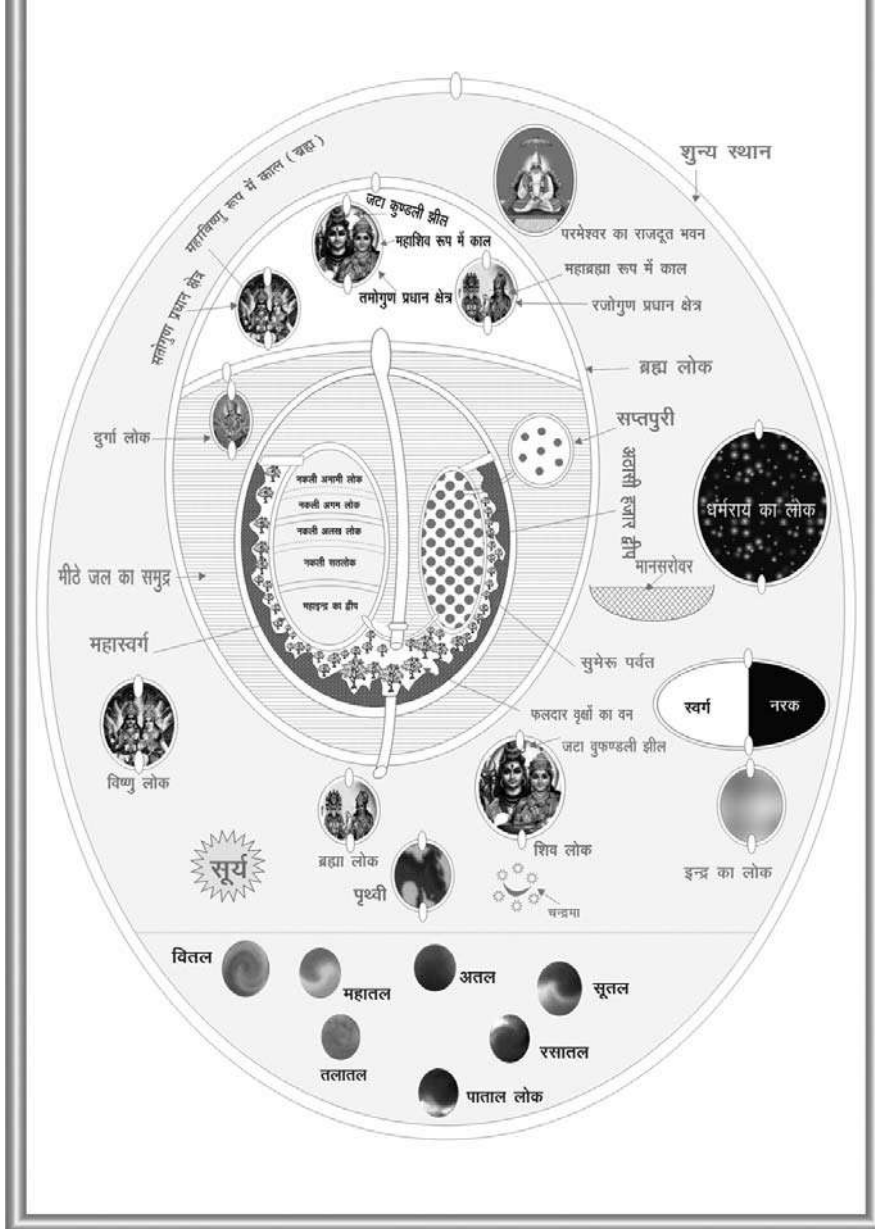 महाविष्णु रूप में काल (ब्रह्म)
शुन्य स्थान
जटा कुण्डली झील
महाशिव रूप में काल
परमेश्वर का राजदूत भवन
महाब्रह्मा रूप में काल
तमोगुण प्रधान क्षेत्र
रजोगुण प्रधान क्षेत्र
सतोगुण प्रधान क्षेत्र
ब्रह्म लोक
सप्तपुरी
दुर्गा लोक
अठासी हजार द्वीप
नकली अनामी लोक
नकली अगम लोक
नकली अलख लोक
नकली सतलोक
महाइन्द्र का द्वीप
धर्मराय का लोक
मानसरोवर
मीठे जल का समुद्र
महास्वर्ग
सुमेरू पर्वत
स्वर्ग
नरक
फलदार वृक्षों का वन
जटा वुफण्डली झील
विष्णु लोक
शिव लोक
ब्रह्मा लोक
इन्द्र का लोक
सूर्य
पृथ्वी
चन्द्रमा
वितल
महातल
अतल
सूतल
तलातल
रसातल
पाताल लोक